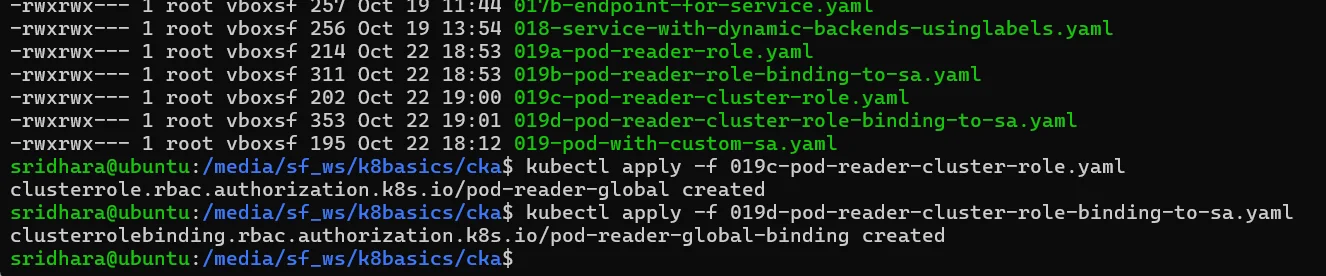 -rwxrwx--- 1 root vboxsf 257 Oct 19 11:44 017b-endpoint-for-service.yaml
-rwxrwx--- 1 root vboxsf 256 Oct 19 13:54 018-service-with-dynamic-backends-usinglabels.yaml
-rwxrwx--- 1 root vboxsf 214 Oct 22 18:53 019a-pod-reader-role.yaml
-rwxrwx--- 1 root vboxsf 311 Oct 22 18:53 019b-pod-reader-role-binding-to-sa.yaml
-rwxrwx--- 1 root vboxsf 202 Oct 22 19:00 019c-pod-reader-cluster-role.yaml
-rwxrwx--- 1 root vboxsf 353 Oct 22 19:01 019d-pod-reader-cluster-role-binding-to-sa.yaml
-rwxrwx--- 1 root vboxsf 195 Oct 22 18:12 019-pod-with-custom-sa.yaml
sridhara@ubuntu:/media/sf_ws/k8basics/cka$ kubectl apply -f 019c-pod-reader-cluster-role.yaml
clusterrole.rbac.authorization.k8s.io/pod-reader-global created
sridhara@ubuntu:/media/sf_ws/k8basics/cka$ kubectl apply -f 019d-pod-reader-cluster-role-binding-to-sa.yaml
clusterrolebinding.rbac.authorization.k8s.io/pod-reader-global-binding created
sridhara@ubuntu:/media/sf_ws/k8basics/cka$